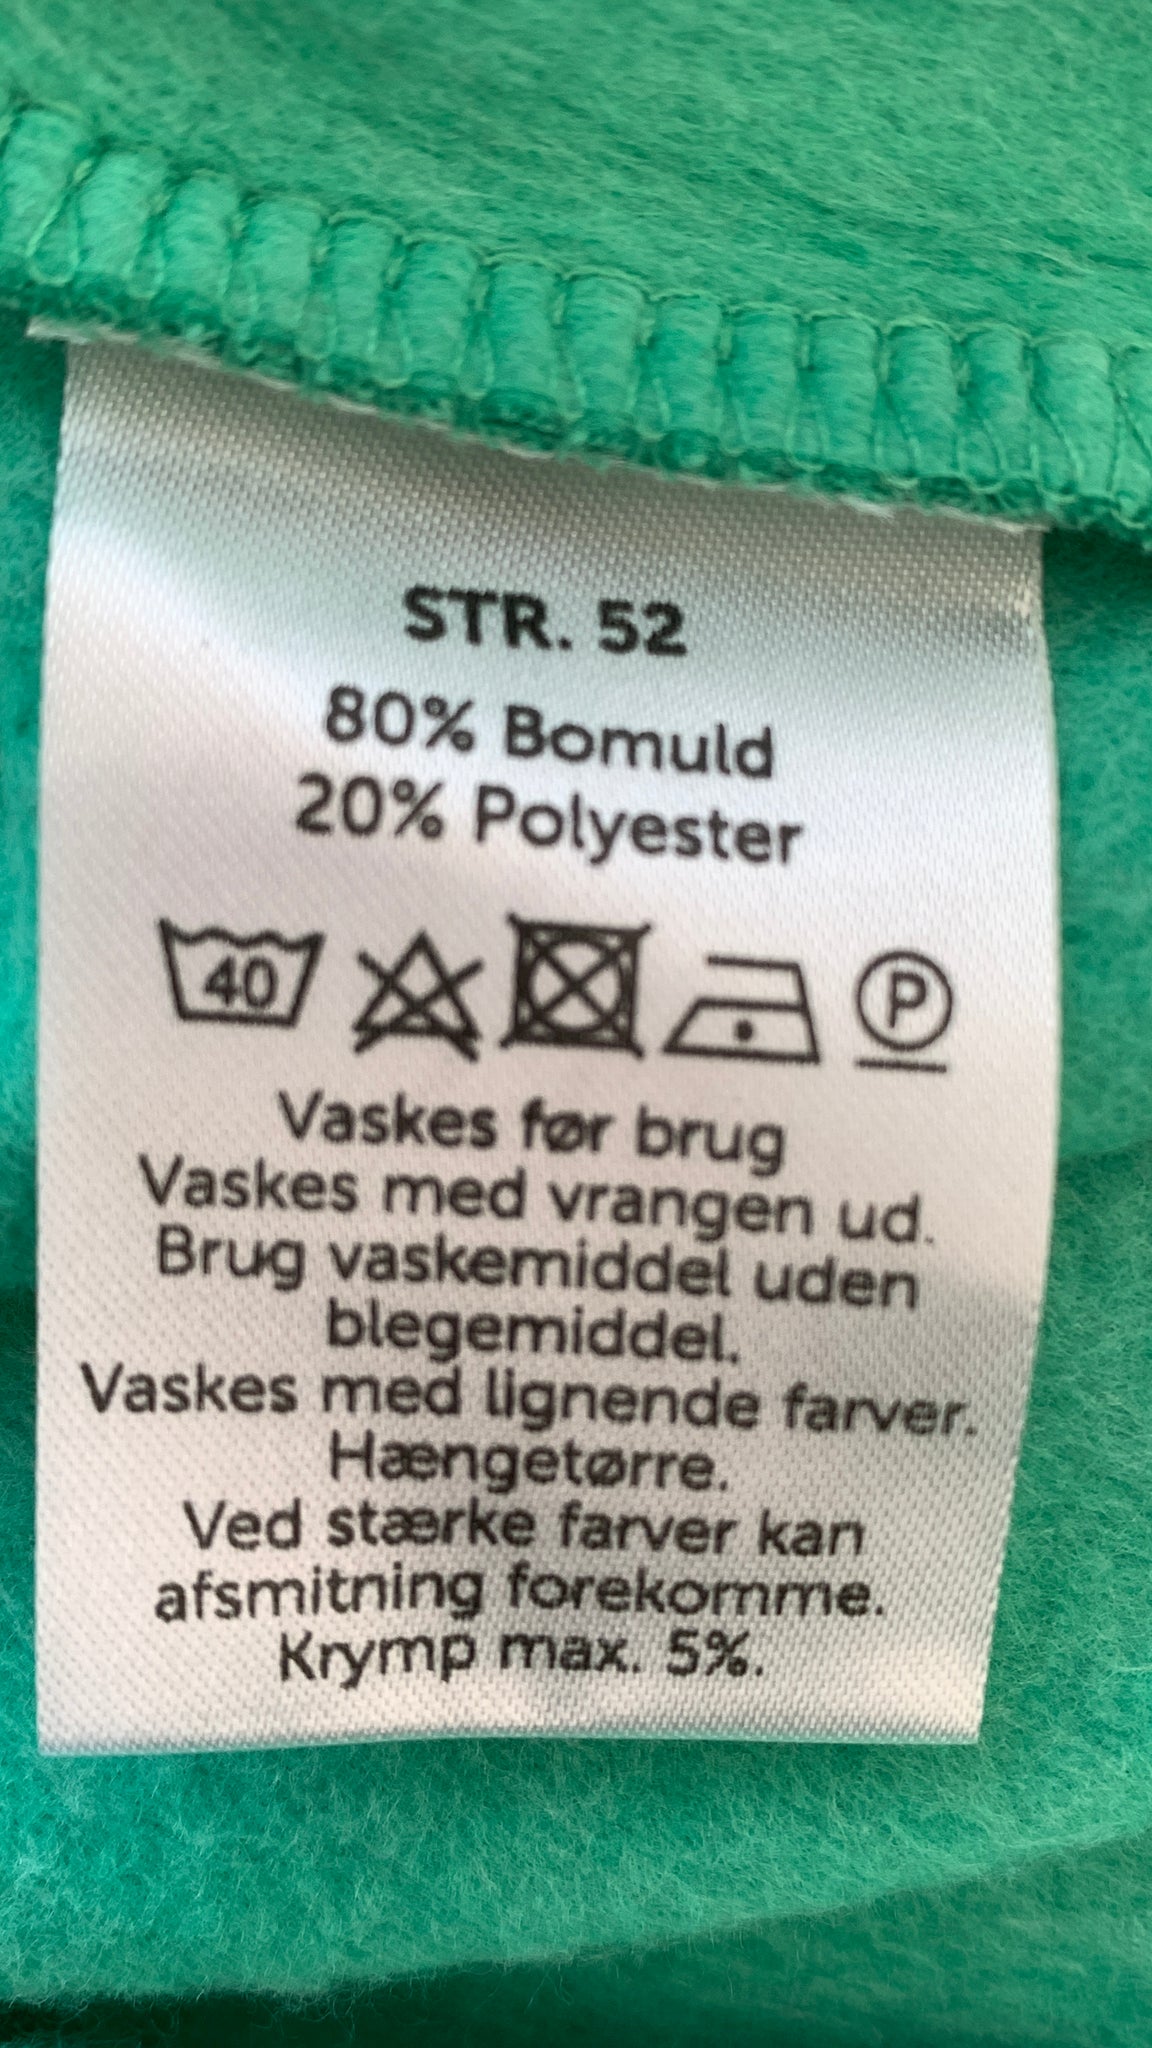 STR. 52
80% Bomuld
20% Polyester
40 P
Vaskes før brug
Vaskes med vrangen ud.
Brug vaskemiddel uden
blegemiddel.
Vaskes med lignende farver.
Hængetørre.
Ved stærke farver kan
afsmitning forekomme.
Krymp max. 5%.